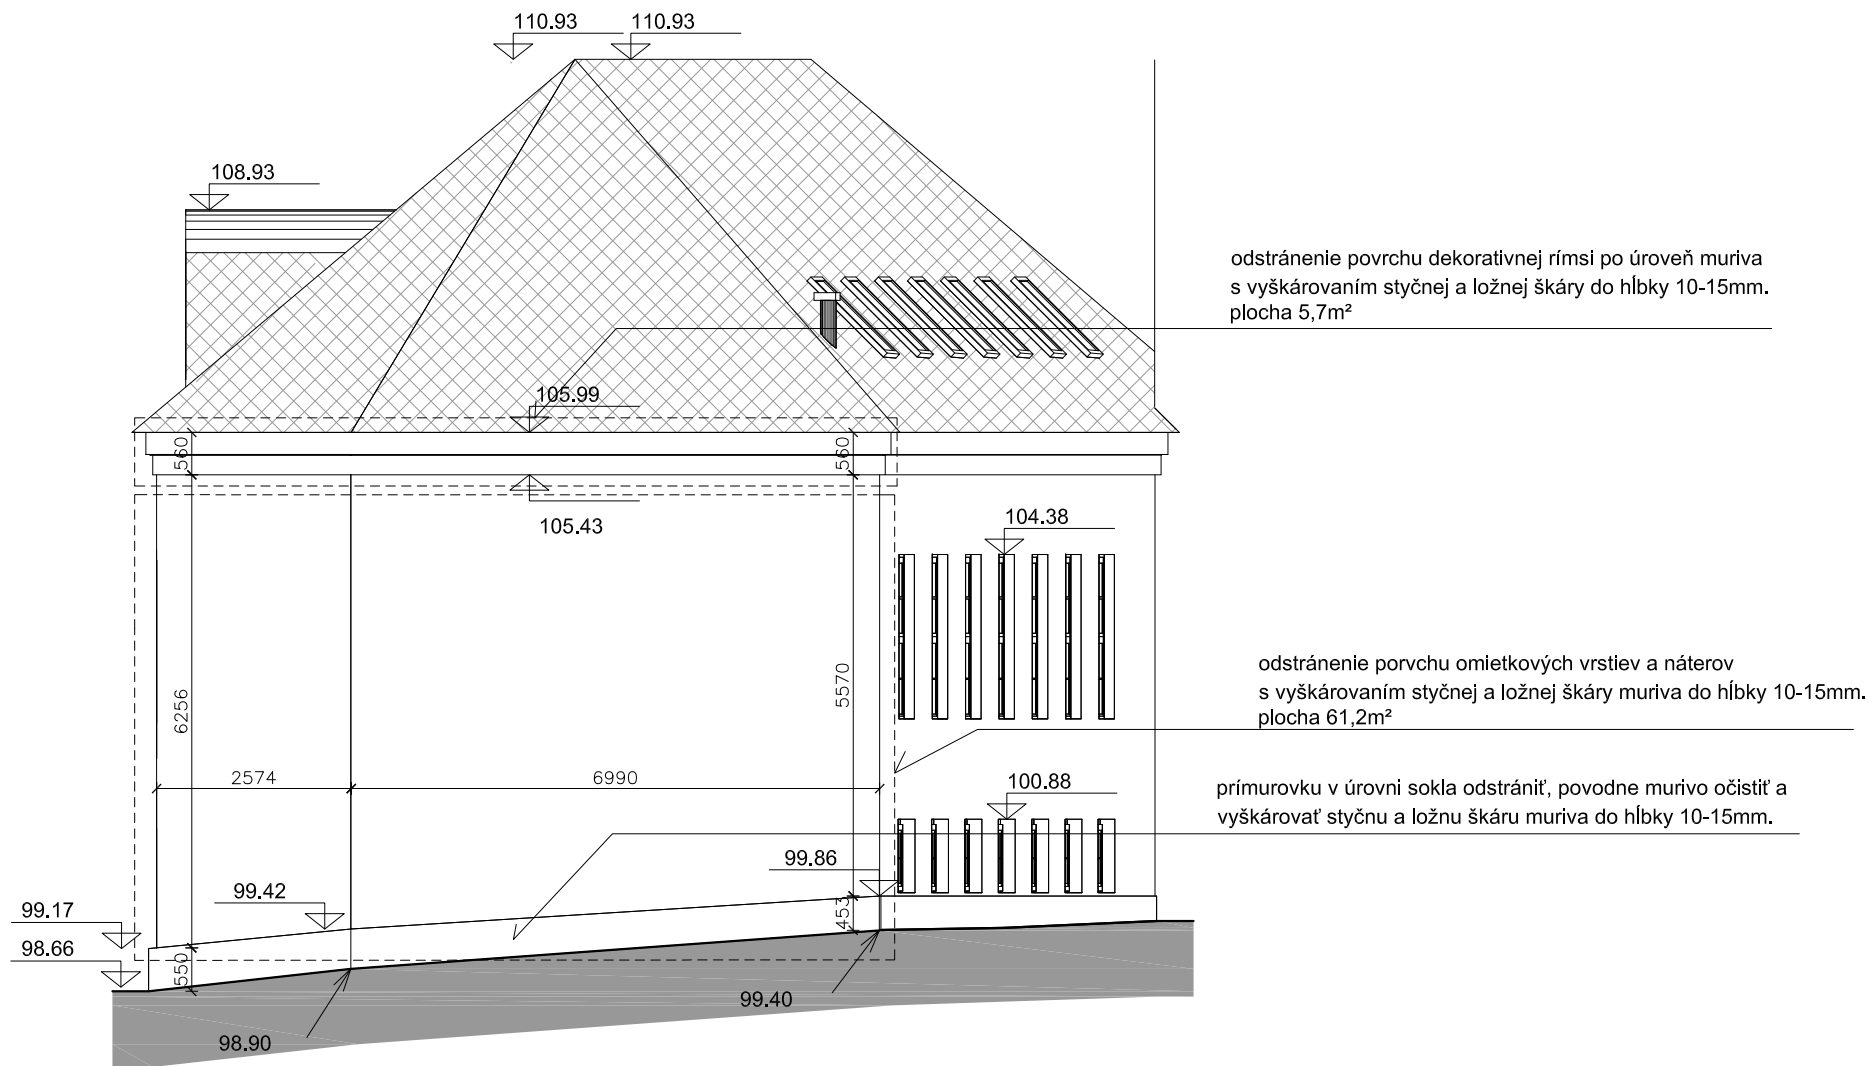 110.93
110.93
108.93
odstránenie povrchu dekorativnej rímsi po úroveň muriva
s vyškárovaním styčnej a ložnej škáry do hĺbky 10-15mm.
plocha 5,7m²
105.99
560
560
105.43
104.38
odstránenie porvchu omietkových vrstiev a náterov
s vyškárovaním styčnej a ložnej škáry muriva do hĺbky 10-15mm.
plocha 61,2m²
6256
5570
2574
6990
100.88
prímurovku v úrovni sokla odstrániť, povodne murivo očistiť a
vyškárovať styčnu a ložnu škáru muriva do hĺbky 10-15mm.
99.86
99.42
99.17
453
98.66
550
99.40
98.90